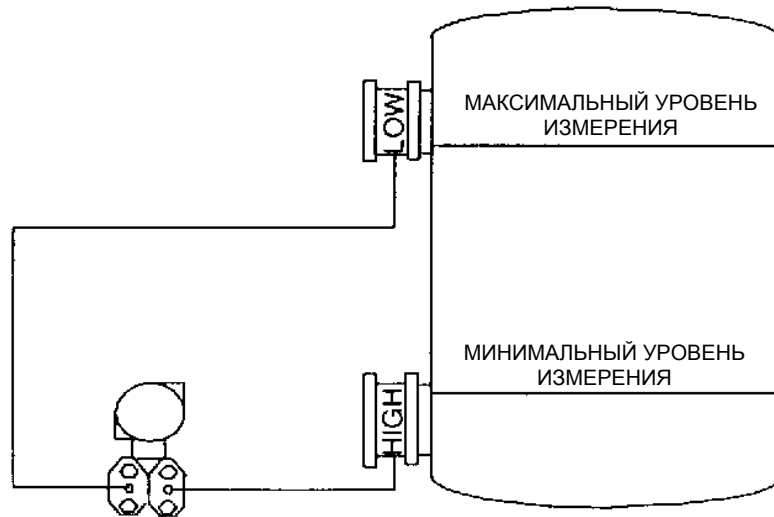 МАКСИМАЛЬНЫЙ УРОВЕНЬ
ИЗМЕРЕНИЯ
LOW
МИНИМАЛЬНЫЙ УРОВЕНЬ
ИЗМЕРЕНИЯ
HIGH